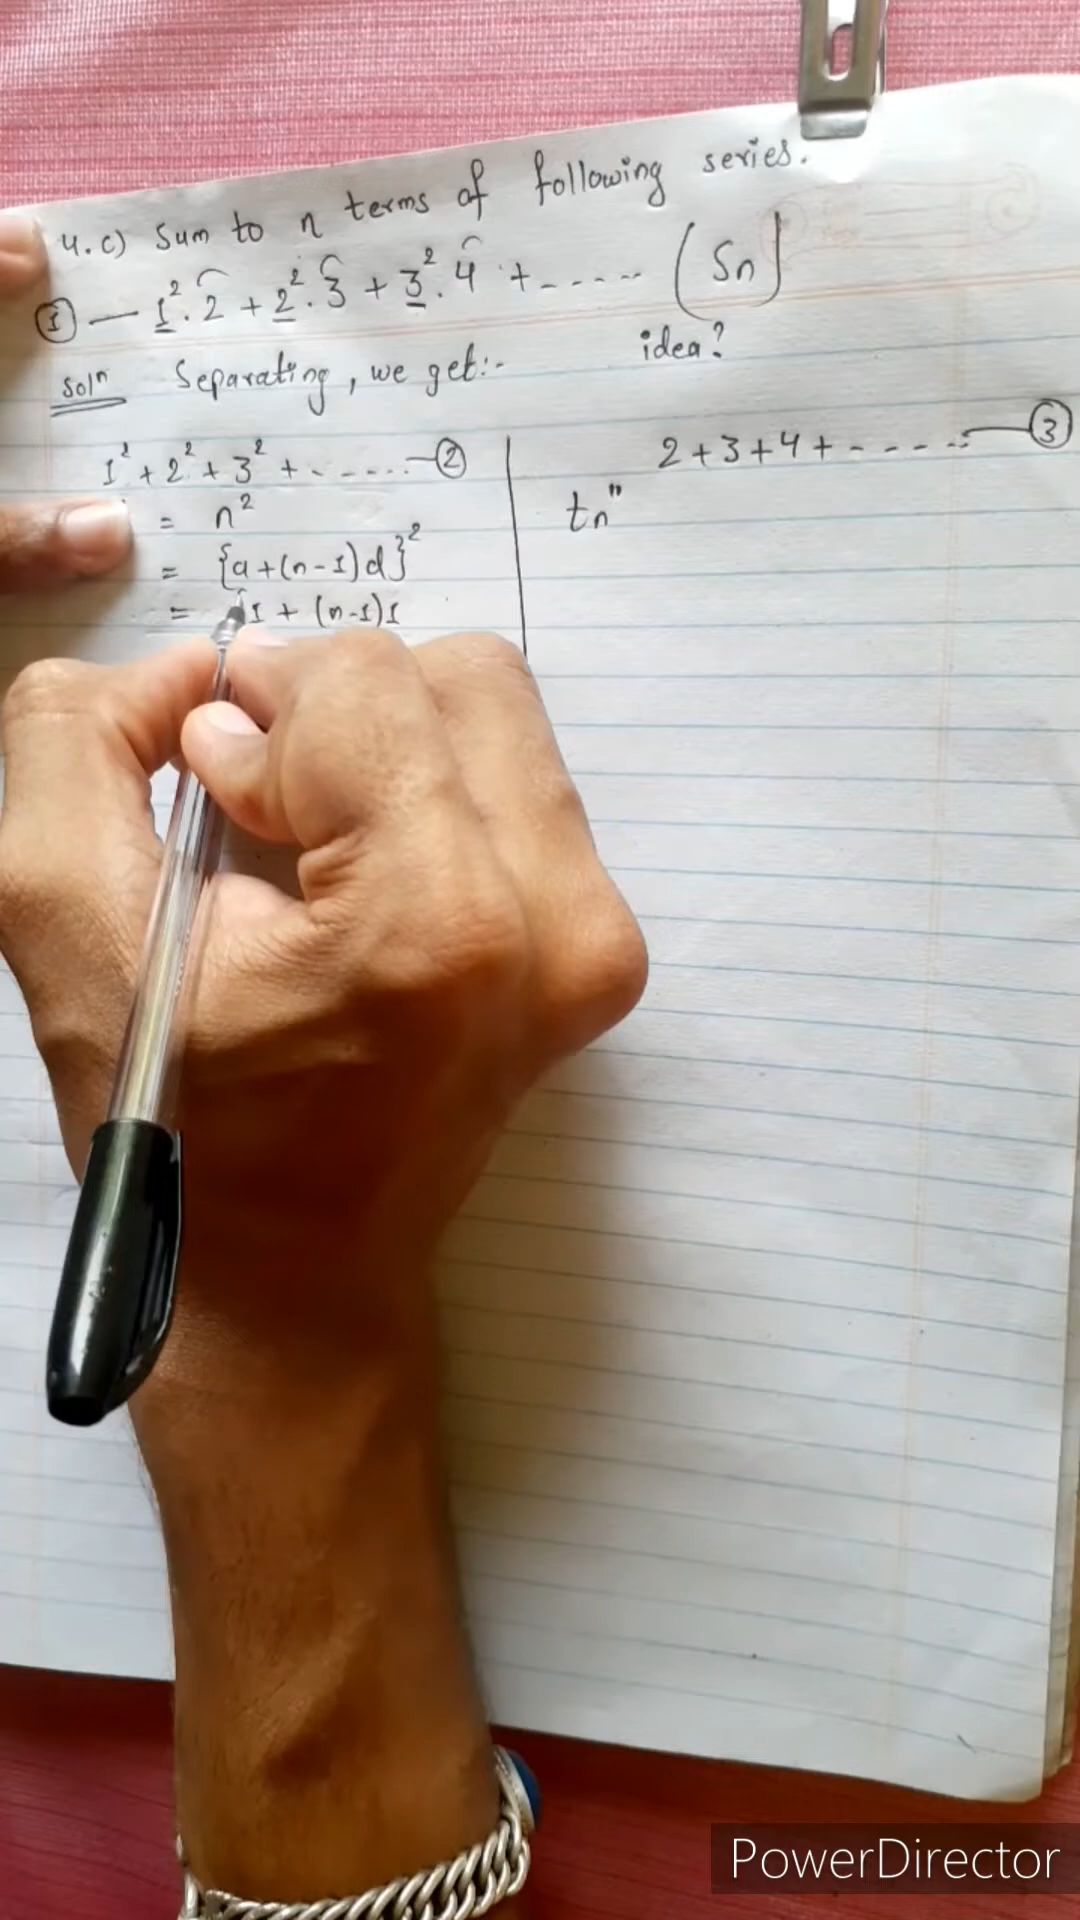 4.c) Sum to n terms of following series.
① — 1².2 + 2².3 + 3².4 + ...... (Sn)
idea?
Solⁿ Separating, we get:-
1² + 2² + 3² + ...... — ②
= n²
= {a+(n-1)d}²
= {1 + (n-1)1
2+3+4+ ----- — ③
tn"
PowerDirector